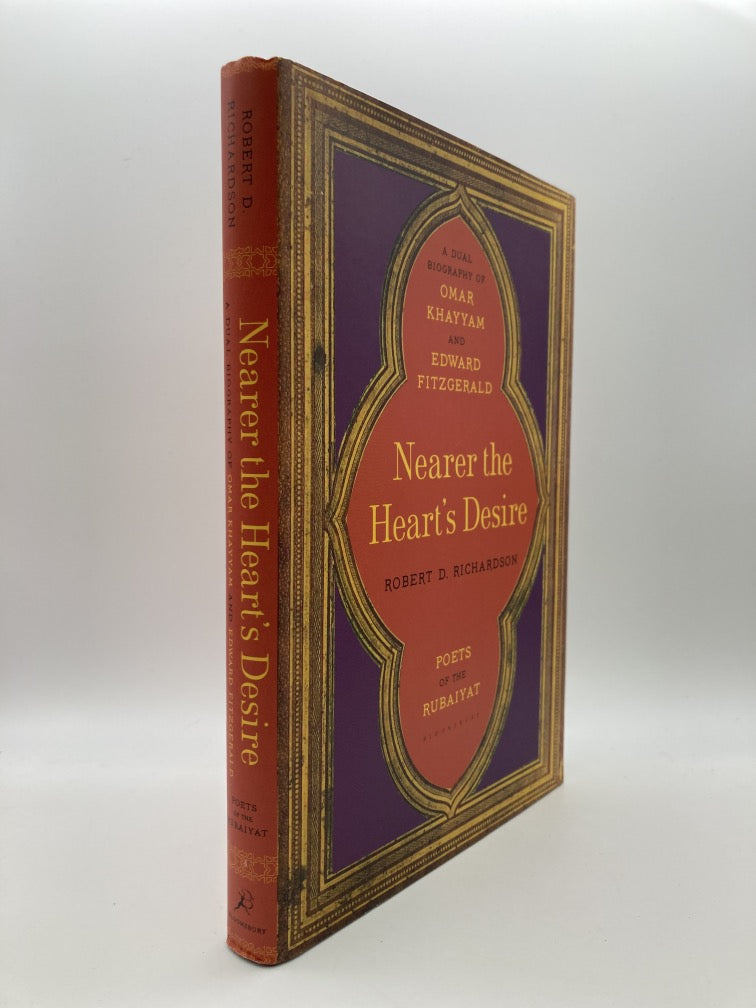 ROBERT D.
RICHARDSON
Nearer the Heart's Desire
A DUAL BIOGRAPHY OF OMAR KHAYYAM AND EDWARD FITZGERALD
POETS
OF THE
RUBAIYAT
BLOOMSBURY
A DUAL
BIOGRAPHY OF
OMAR
KHAYYAM
AND
EDWARD
FITZGERALD
Nearer the
Heart's Desire
ROBERT D. RICHARDSON
POETS
OF THE
RUBAIYAT
BLOOMSBURY